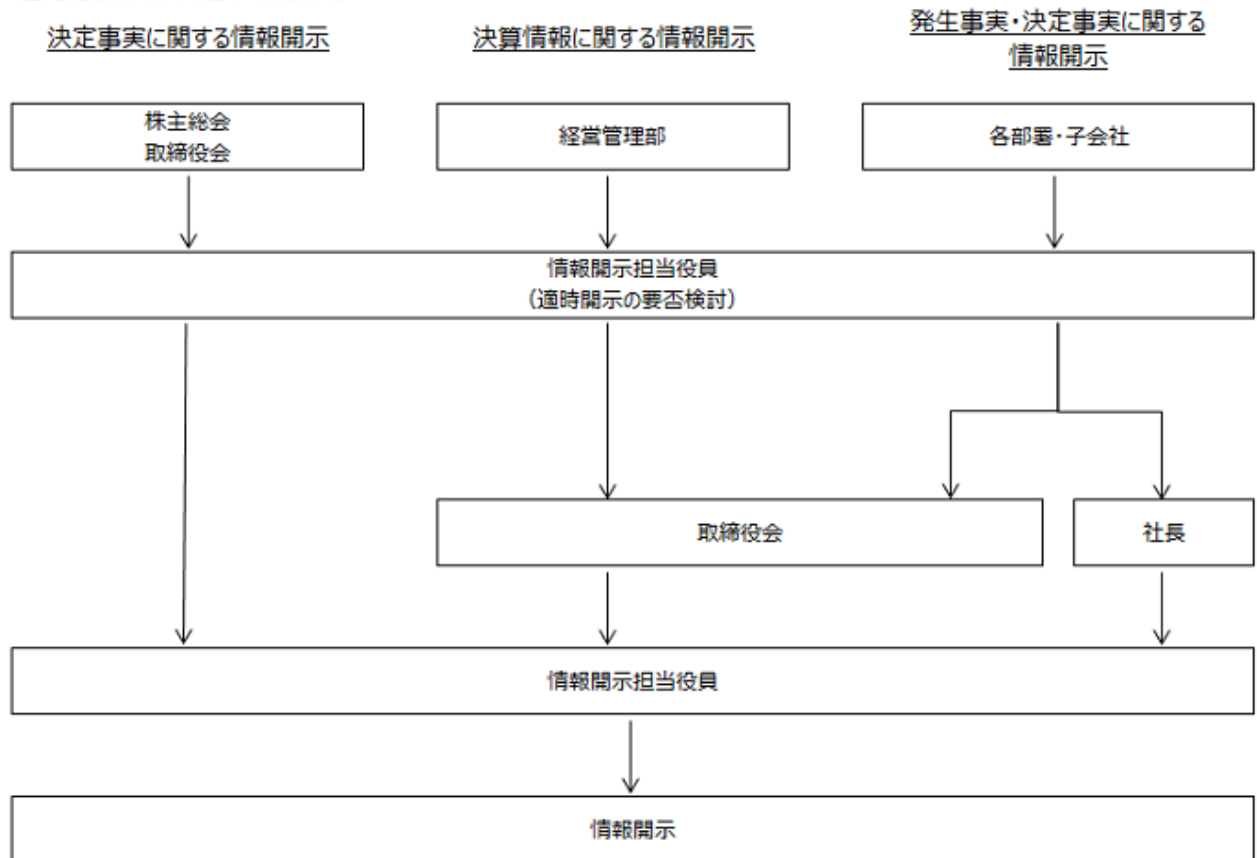 決定事実に関する情報開示
決算情報に関する情報開示
発生事実・決定事実に関する
情報開示
株主総会
取締役会
経営管理部
各部署・子会社
情報開示担当役員
（適時開示の要否検討）
取締役会
社長
情報開示担当役員
情報開示